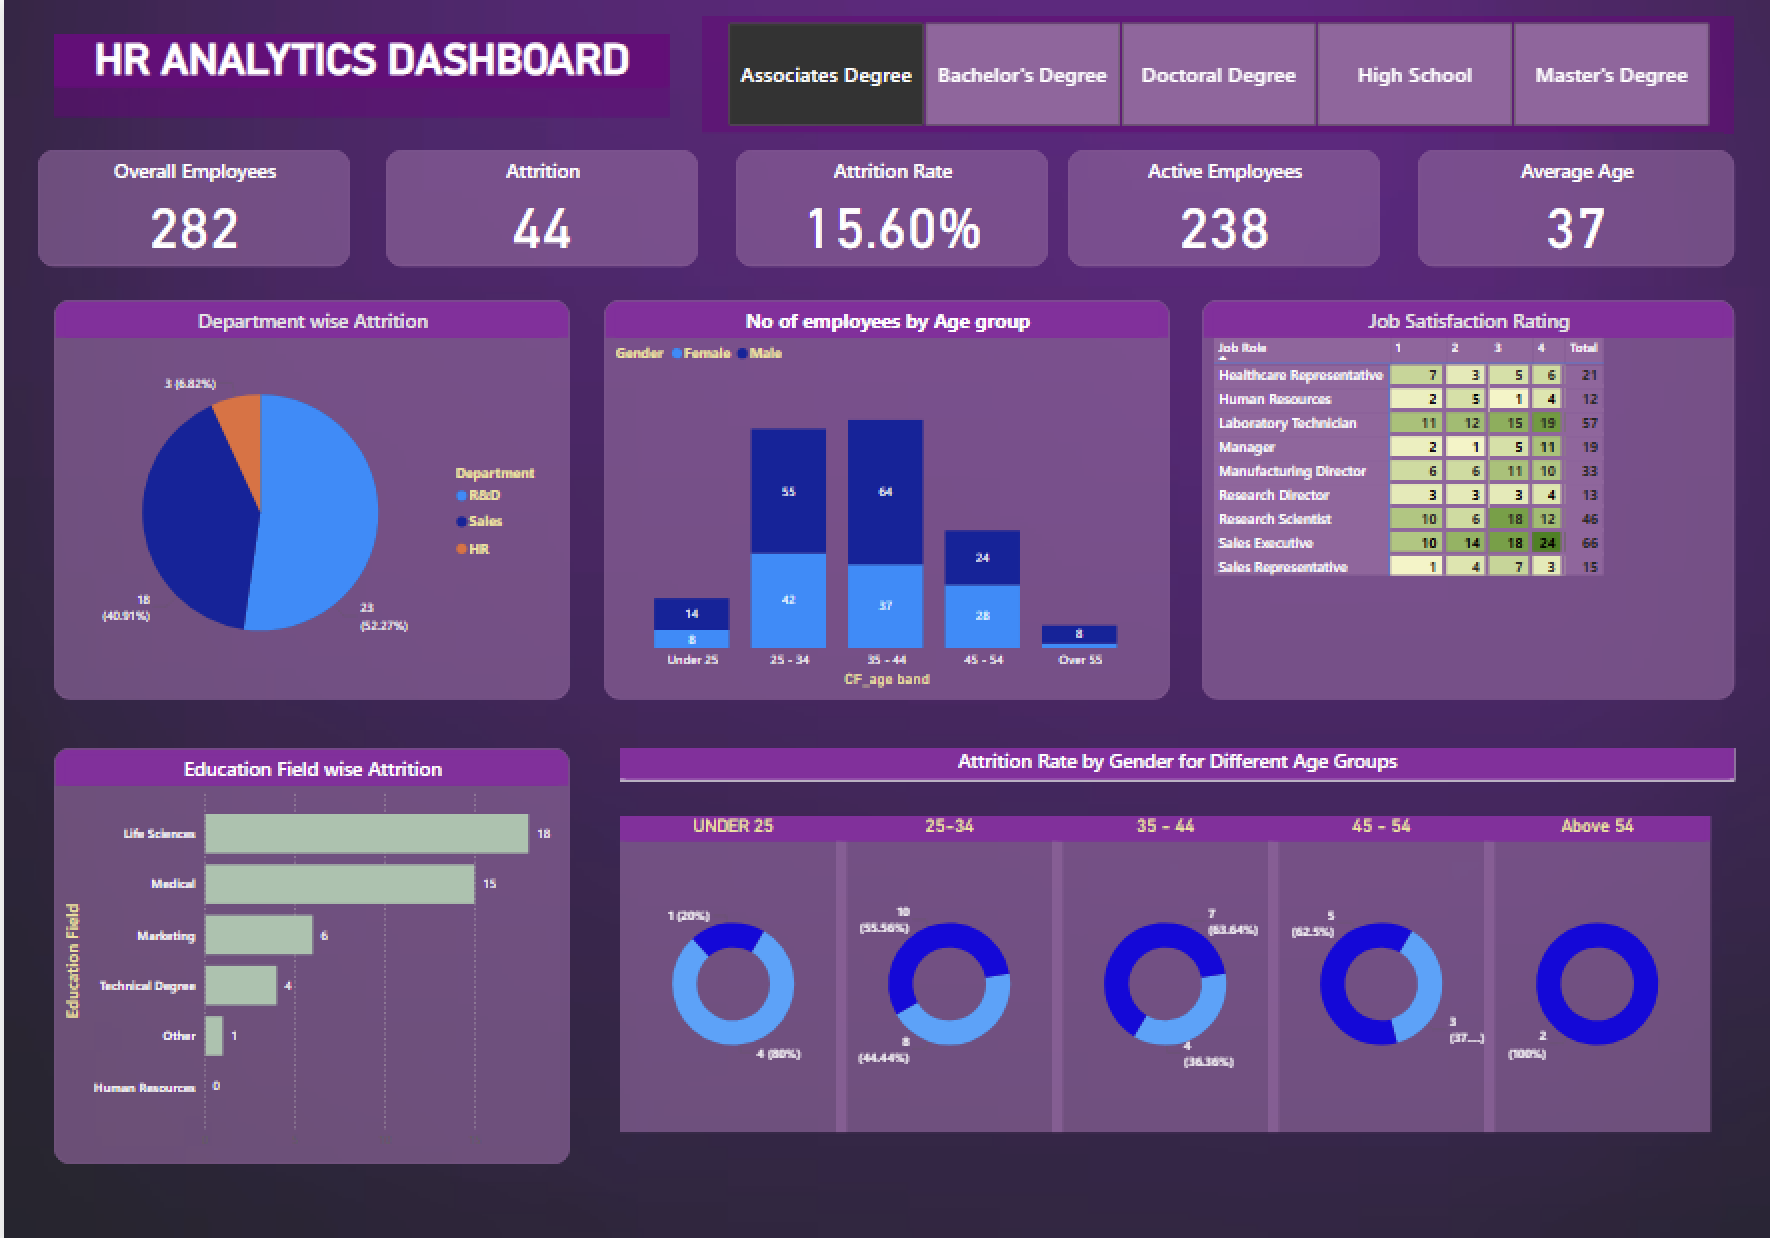 HR ANALYTICS DASHBOARD
Associates Degree
Bachelor's Degree
Doctoral Degree
High School
Master's Degree
Overall Employees
282
Attrition
44
Attrition Rate
15.60%
Active Employees
238
Average Age
37
Department wise Attrition
3 (6.82%)
18
(40.91%)
23
(52.27%)
Department
R&D
Sales
HR
No of employees by Age group
Gender Female Male
14
8
55
42
64
37
24
28
8
Under 25
25 - 34
35 - 44
45 - 54
Over 55
CF_age band
Job Satisfaction Rating
Job Role 1 2 3 4 Total
Healthcare Representative 7 3 5 6 21
Human Resources 2 5 1 4 12
Laboratory Technician 11 12 15 19 57
Manager 2 1 5 11 19
Manufacturing Director 6 6 11 10 33
Research Director 3 3 3 4 13
Research Scientist 10 6 18 12 46
Sales Executive 10 14 18 24 66
Sales Representative 1 4 7 3 15
Education Field wise Attrition
Education Field
Life Sciences 18
Medical 15
Marketing 6
Technical Degree 4
Other 1
Human Resources 0
Attrition Rate by Gender for Different Age Groups
UNDER 25
1 (20%)
4 (80%)
25-34
10
(55.56%)
8
(44.44%)
35 - 44
7
(63.64%)
4
(36.36%)
45 - 54
5
(62.5%)
3
(37....)
Above 54
2
(100%)